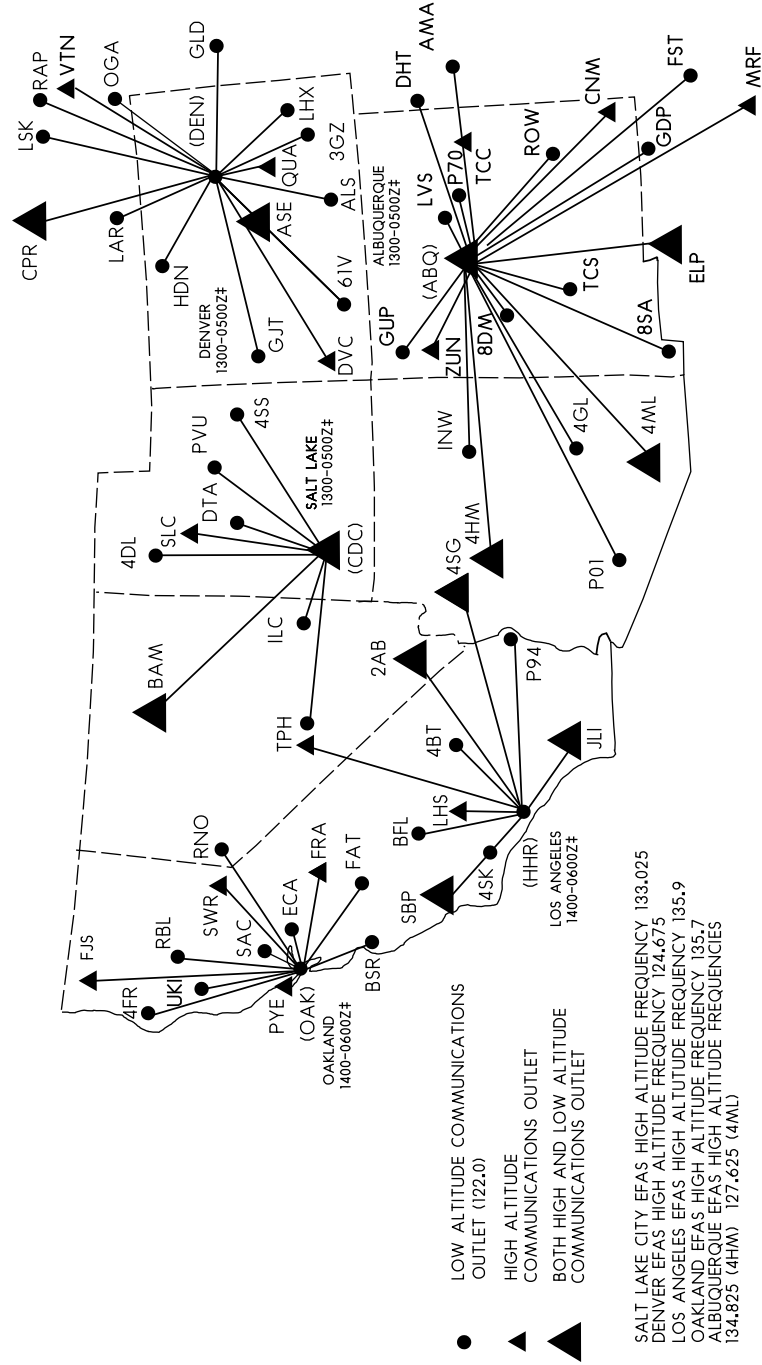 FJS
RBL
4FR
UKI
SWR
RNO
SAC
ECA
FRA
FAT
PYE
(OAK)
OAKLAND
1400-0600Z‡
BSR
BAM
TPH
ILC
4DL
SLC
DTA
PVU
4SS
SALT LAKE
1300-0500Z‡
(CDC)
CPR
LSK
RAP
VTN
OGA
LAR
HDN
(DEN)
GLD
DENVER
1300-0500Z‡
GJT
ASE
QUA
LHX
3GZ
DVC
61V
ALS
ALBUQUERQUE
1300-0500Z‡
GUP
ZUN
(ABQ)
LVS
P70
TCC
DHT
AMA
8DM
ROW
CNM
FST
INW
TCS
GDP
MRF
4GL
8SA
ELP
4ML
P01
4HM
4SG
2AB
P94
4BT
LHS
BFL
SBP
4SK
(HHR)
LOS ANGELES
1400-0600Z‡
JLI
LOW ALTITUDE COMMUNICATIONS
OUTLET (122.0)
HIGH ALTITUDE
COMMUNICATIONS OUTLET
BOTH HIGH AND LOW ALTITUDE
COMMUNICATIONS OUTLET
SALT LAKE CITY EFAS HIGH ALTITUDE FREQUENCY 133.025
DENVER EFAS HIGH ALTITUDE FREQUENCY 124.675
LOS ANGELES EFAS HIGH ALTUTUDE FREQUENCY 135.9
OAKLAND EFAS HIGH ALTITUDE FREQUENCY 135.7
ALBUQUERQUE EFAS HIGH ALTITUDE FREQUENCIES
134.825 (4HM) 127.625 (4ML)